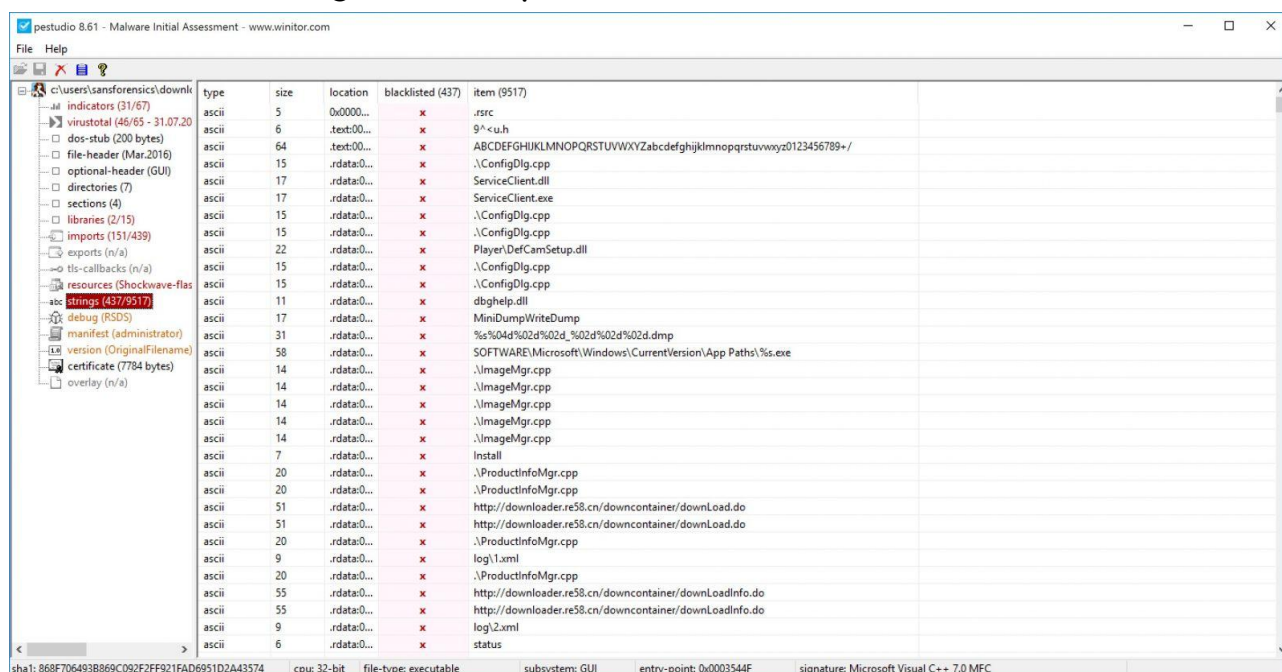 pestudio 8.61 - Malware Initial Assessment - www.winitor.com
File Help
c:\users\sansforensics\downlo
indicators (31/67)
virustotal (46/65 - 31.07.20
dos-stub (200 bytes)
file-header (Mar.2016)
optional-header (GUI)
directories (7)
sections (4)
libraries (2/15)
imports (151/439)
exports (n/a)
tls-callbacks (n/a)
resources (Shockwave-flas
abc strings (437/9517)
debug (RSDS)
manifest (administrator)
1.0 version (OriginalFilename)
certificate (7784 bytes)
overlay (n/a)
type size location blacklisted (437) item (9517)
ascii 5 0x0000... x .rsrc
ascii 6 .text:00... x 9^<u.h
ascii 64 .text:00... x ABCDEFGHIJKLMNOPQRSTUVWXYZabcdefghijklmnopqrstuvwxyz0123456789+/
ascii 15 .rdata:0... x .\ConfigDlg.cpp
ascii 17 .rdata:0... x ServiceClient.dll
ascii 17 .rdata:0... x ServiceClient.exe
ascii 15 .rdata:0... x .\ConfigDlg.cpp
ascii 15 .rdata:0... x .\ConfigDlg.cpp
ascii 22 .rdata:0... x Player\DefCamSetup.dll
ascii 15 .rdata:0... x .\ConfigDlg.cpp
ascii 15 .rdata:0... x .\ConfigDlg.cpp
ascii 11 .rdata:0... x dbghelp.dll
ascii 17 .rdata:0... x MiniDumpWriteDump
ascii 31 .rdata:0... x %s%04d%02d%02d_%02d%02d%02d.dmp
ascii 58 .rdata:0... x SOFTWARE\Microsoft\Windows\CurrentVersion\App Paths\%s.exe
ascii 14 .rdata:0... x .\ImageMgr.cpp
ascii 14 .rdata:0... x .\ImageMgr.cpp
ascii 14 .rdata:0... x .\ImageMgr.cpp
ascii 14 .rdata:0... x .\ImageMgr.cpp
ascii 14 .rdata:0... x .\ImageMgr.cpp
ascii 7 .rdata:0... x Install
ascii 20 .rdata:0... x .\ProductInfoMgr.cpp
ascii 20 .rdata:0... x .\ProductInfoMgr.cpp
ascii 51 .rdata:0... x http://downloader.re58.cn/downcontainer/downLoad.do
ascii 51 .rdata:0... x http://downloader.re58.cn/downcontainer/downLoad.do
ascii 20 .rdata:0... x .\ProductInfoMgr.cpp
ascii 9 .rdata:0... x log\1.xml
ascii 20 .rdata:0... x .\ProductInfoMgr.cpp
ascii 55 .rdata:0... x http://downloader.re58.cn/downcontainer/downLoadInfo.do
ascii 55 .rdata:0... x http://downloader.re58.cn/downcontainer/downLoadInfo.do
ascii 9 .rdata:0... x log\2.xml
ascii 6 .rdata:0... x status
sha1: 868F706493B869C092F2FF921FAD6951D2A43574 cpu: 32-bit file-type: executable subsystem: GUI entry-point: 0x0003544F signature: Microsoft Visual C++ 7.0 MFC